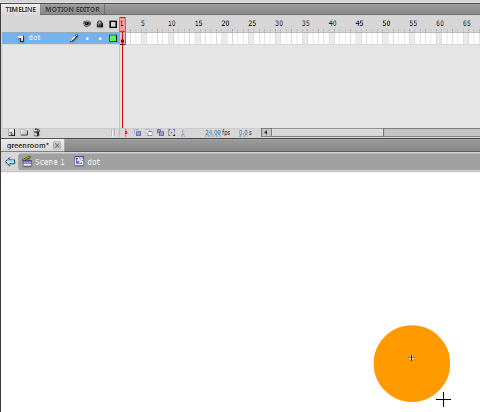 TIMELINE MOTION EDITOR
1 5 10 15 20 25 30 35 40 45 50 55 60 65
dot
1 24.00 fps 0.0 s
greenroom*
Scene 1 dot